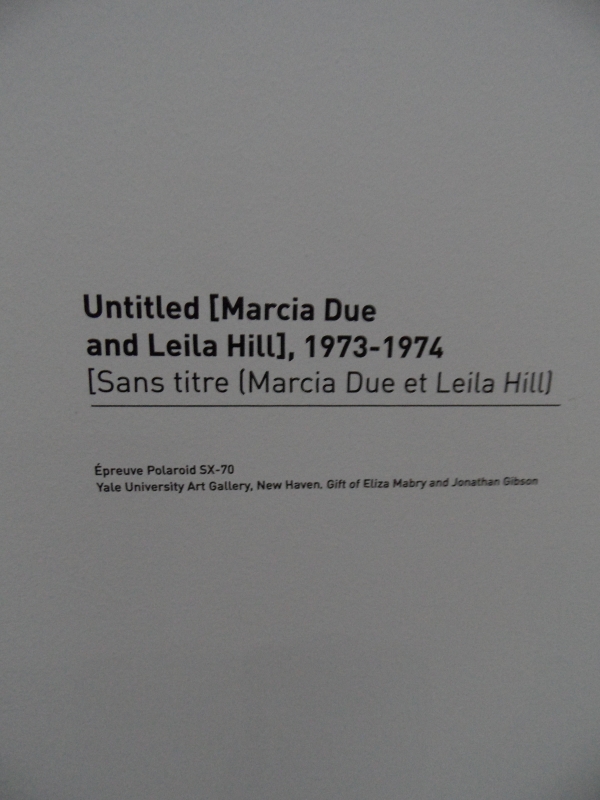 Untitled [Marcia Due
and Leila Hill], 1973-1974
[Sans titre (Marcia Due et Leila Hill)
Épreuve Polaroid SX-70
Yale University Art Gallery, New Haven. Gift of Eliza Mabry and Jonathan Gibson